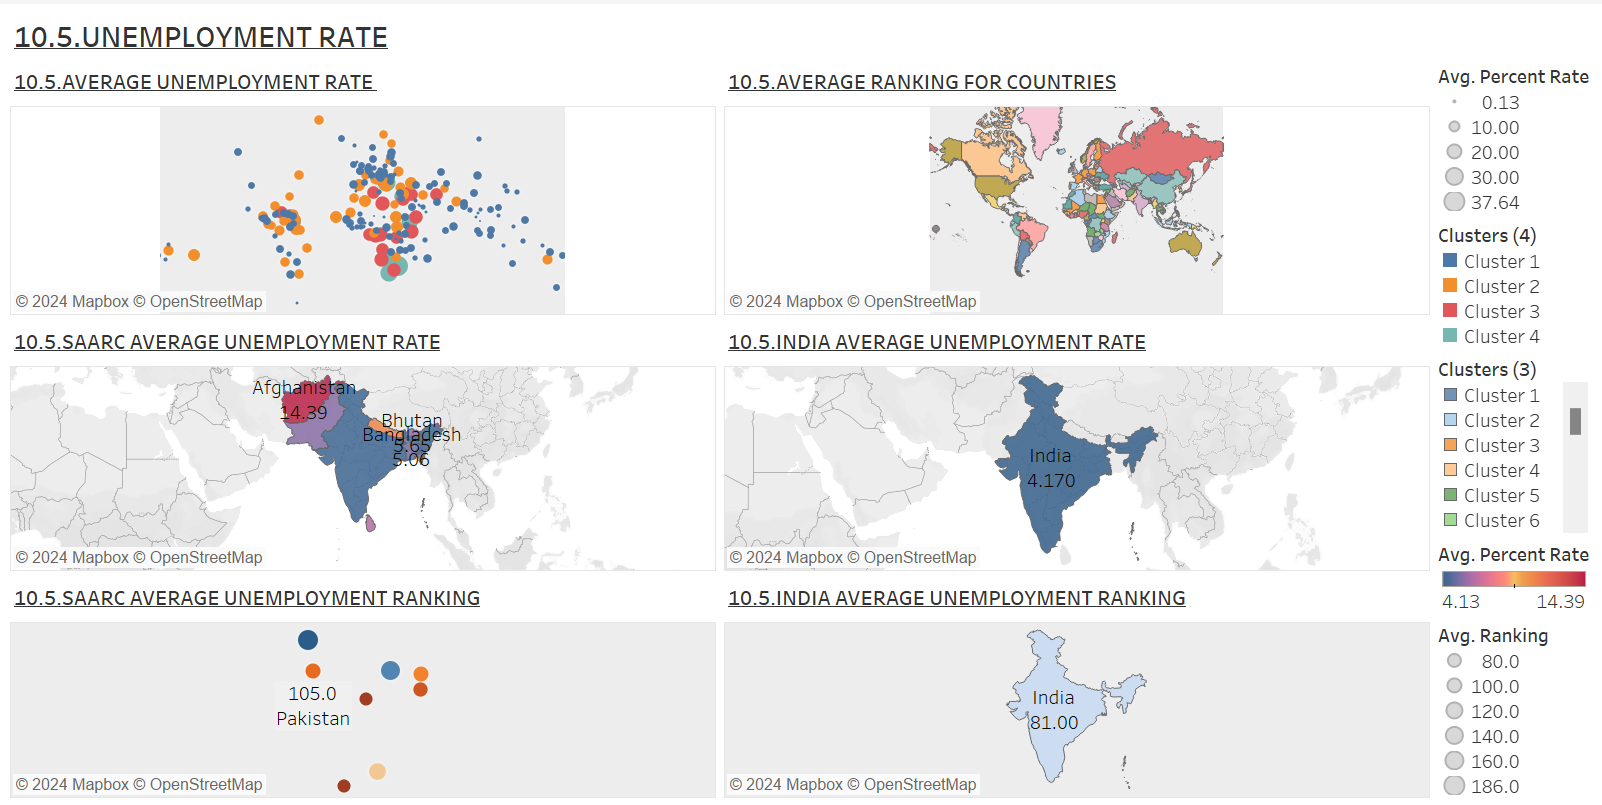 10.5.UNEMPLOYMENT RATE
10.5.AVERAGE UNEMPLOYMENT RATE
© 2024 Mapbox © OpenStreetMap
10.5.AVERAGE RANKING FOR COUNTRIES
© 2024 Mapbox © OpenStreetMap
10.5.SAARC AVERAGE UNEMPLOYMENT RATE
Afghanistan
14.39
Bhutan
Bangladesh
5.65
5.06
© 2024 Mapbox © OpenStreetMap
10.5.INDIA AVERAGE UNEMPLOYMENT RATE
India
4.170
© 2024 Mapbox © OpenStreetMap
10.5.SAARC AVERAGE UNEMPLOYMENT RANKING
105.0
Pakistan
© 2024 Mapbox © OpenStreetMap
10.5.INDIA AVERAGE UNEMPLOYMENT RANKING
India
81.00
© 2024 Mapbox © OpenStreetMap
Avg. Percent Rate
0.13
10.00
20.00
30.00
37.64
Clusters (4)
Cluster 1
Cluster 2
Cluster 3
Cluster 4
Clusters (3)
Cluster 1
Cluster 2
Cluster 3
Cluster 4
Cluster 5
Cluster 6
Avg. Percent Rate
4.13 14.39
Avg. Ranking
80.0
100.0
120.0
140.0
160.0
186.0